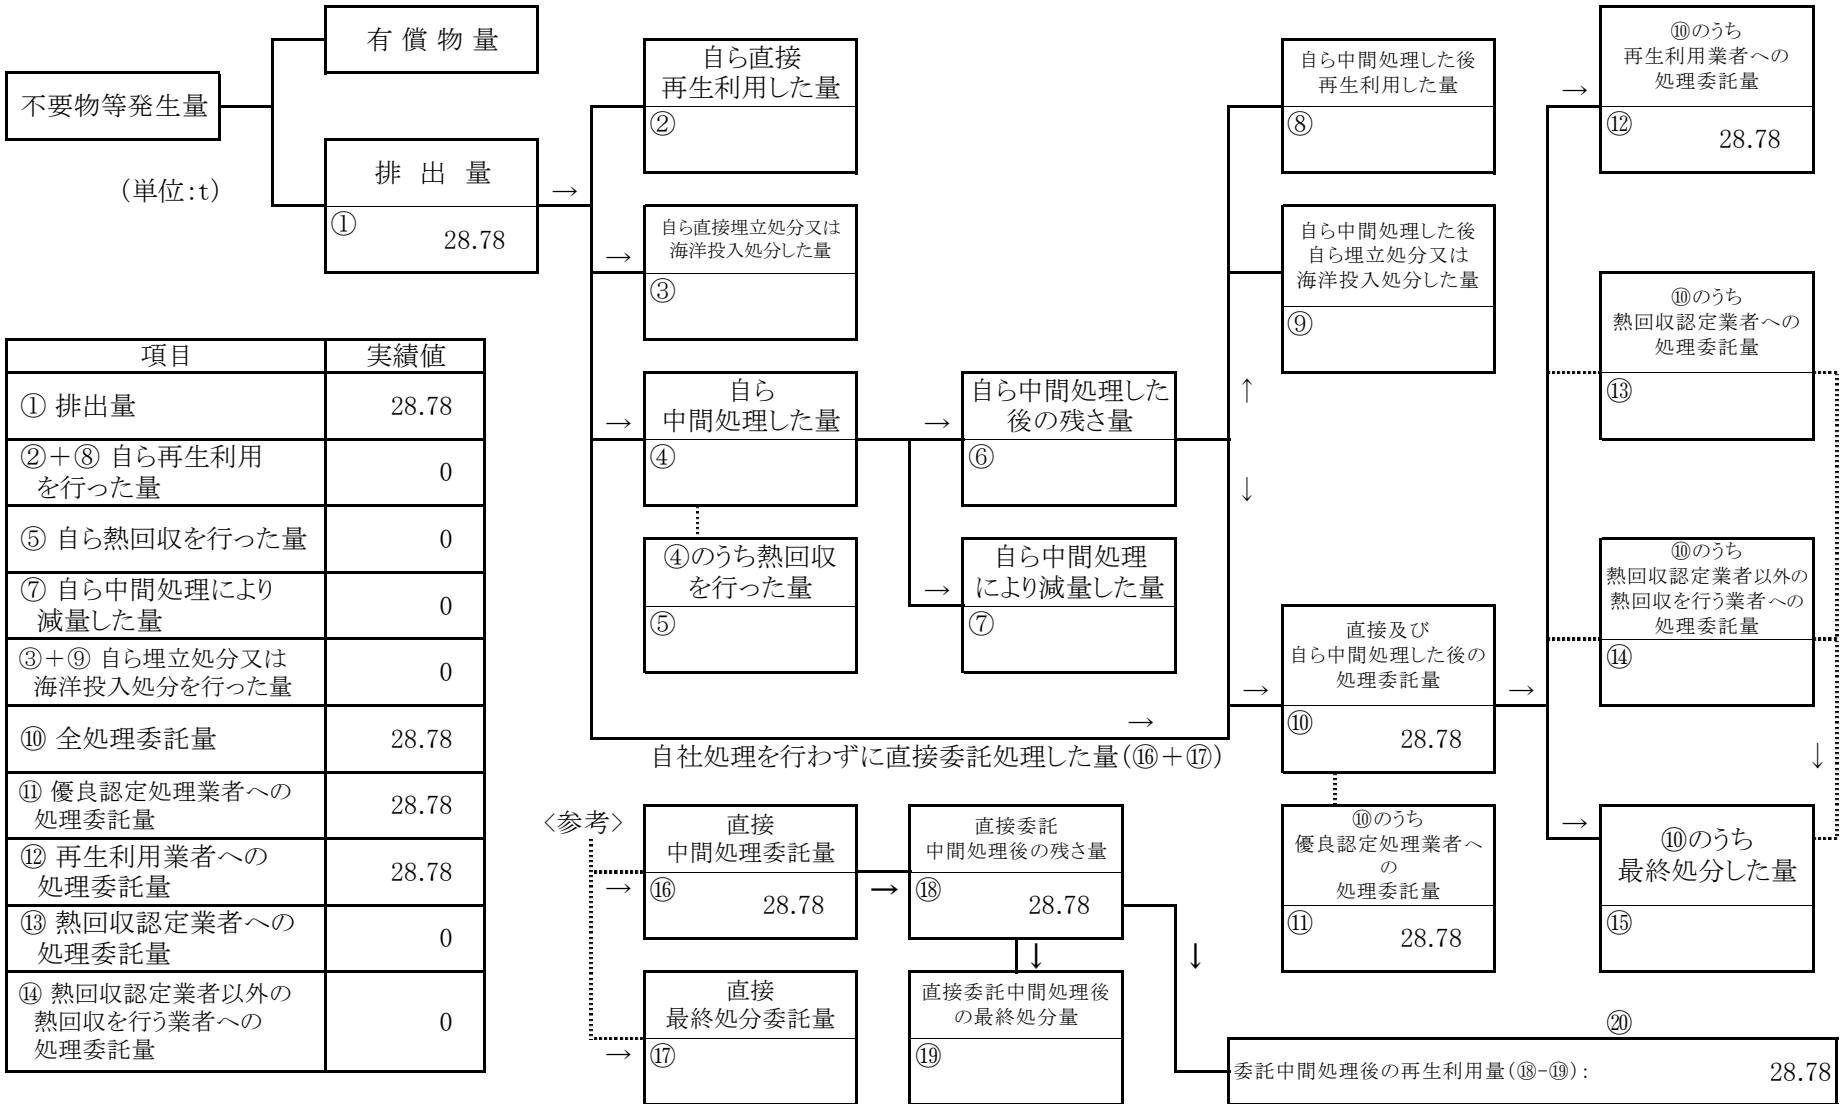 不要物等発生量
有 償 物 量
(単位:t)
排 出 量
① 28.78
→
自ら直接
再生利用した量
②
→
自ら直接埋立処分又は
海洋投入処分した量
③
→
自ら
中間処理した量
④
④のうち熱回収
を行った量
⑤
→
自ら中間処理した
後の残さ量
⑥
→
自ら中間処理
により減量した量
⑦
↑
↓
自ら中間処理した後
再生利用した量
⑧
自ら中間処理した後
自ら埋立処分又は
海洋投入処分した量
⑨
→
自社処理を行わずに直接委託処理した量(⑯+⑰)
→
直接及び
自ら中間処理した後の
処理委託量
⑩ 28.78
⑩のうち
優良認定処理業者へ
の
処理委託量
⑪ 28.78
→
→
⑩のうち
再生利用業者への
処理委託量
⑫ 28.78
⑩のうち
熱回収認定業者への
処理委託量
⑬
⑩のうち
熱回収認定業者以外の
熱回収を行う業者への
処理委託量
⑭
↓
→
⑩のうち
最終処分した量
⑮
項目 実績値
① 排出量 28.78
②+⑧ 自ら再生利用
を行った量 0
⑤ 自ら熱回収を行った量 0
⑦ 自ら中間処理により
減量した量 0
③+⑨ 自ら埋立処分又は
海洋投入処分を行った量 0
⑩ 全処理委託量 28.78
⑪ 優良認定処理業者への
処理委託量 28.78
⑫ 再生利用業者への
処理委託量 28.78
⑬ 熱回収認定業者への
処理委託量 0
⑭ 熱回収認定業者以外の
熱回収を行う業者への
処理委託量 0
〈参考〉
→
直接
中間処理委託量
⑯ 28.78
→
直接委託
中間処理後の残さ量
⑱ 28.78
→
直接
最終処分委託量
⑰
↓
直接委託中間処理後
の最終処分量
⑲
↓
⑳
委託中間処理後の再生利用量(⑱-⑲): 28.78